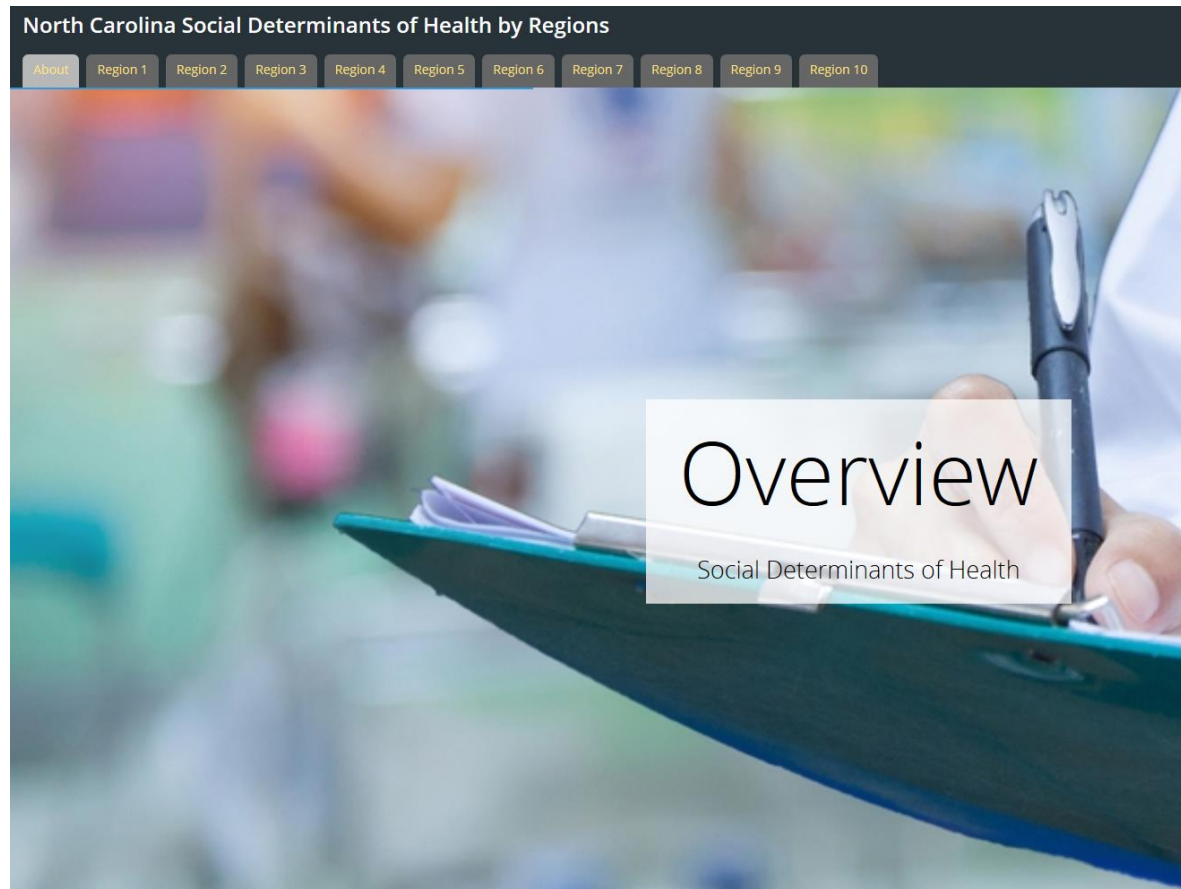 North Carolina Social Determinants of Health by Regions
About Region 1 Region 2 Region 3 Region 4 Region 5 Region 6 Region 7 Region 8 Region 9 Region 10
Overview
Social Determinants of Health